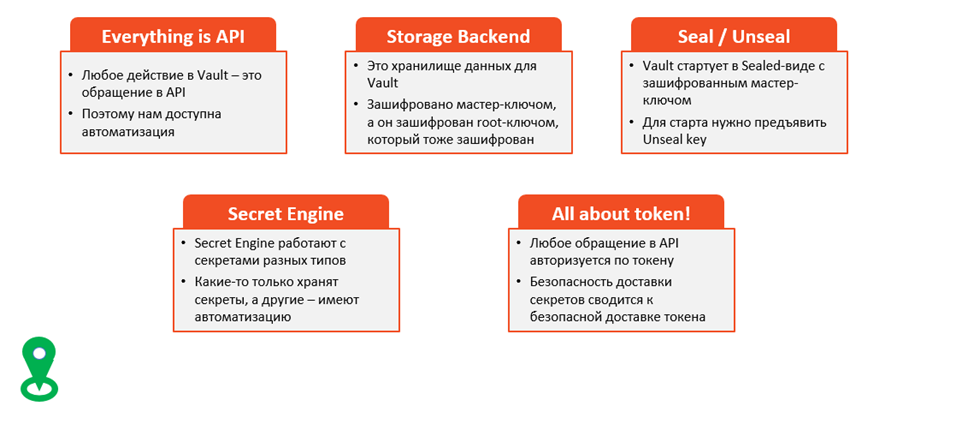 Everything is API
• Любое действие в Vault – это
обращение в API
• Поэтому нам доступна
автоматизация
Storage Backend
• Это хранилище данных для
Vault
• Зашифровано мастер-ключом,
а он зашифрован root-ключом,
который тоже зашифрован
Seal / Unseal
• Vault стартует в Sealed-виде с
зашифрованным мастер-
ключом
• Для старта нужно предъявить
Unseal key
Secret Engine
• Secret Engine работают с
секретами разных типов
• Какие-то только хранят
секреты, а другие – имеют
автоматизацию
All about token!
• Любое обращение в API
авторизуется по токену
• Безопасность доставки
секретов сводится к
безопасной доставке токена